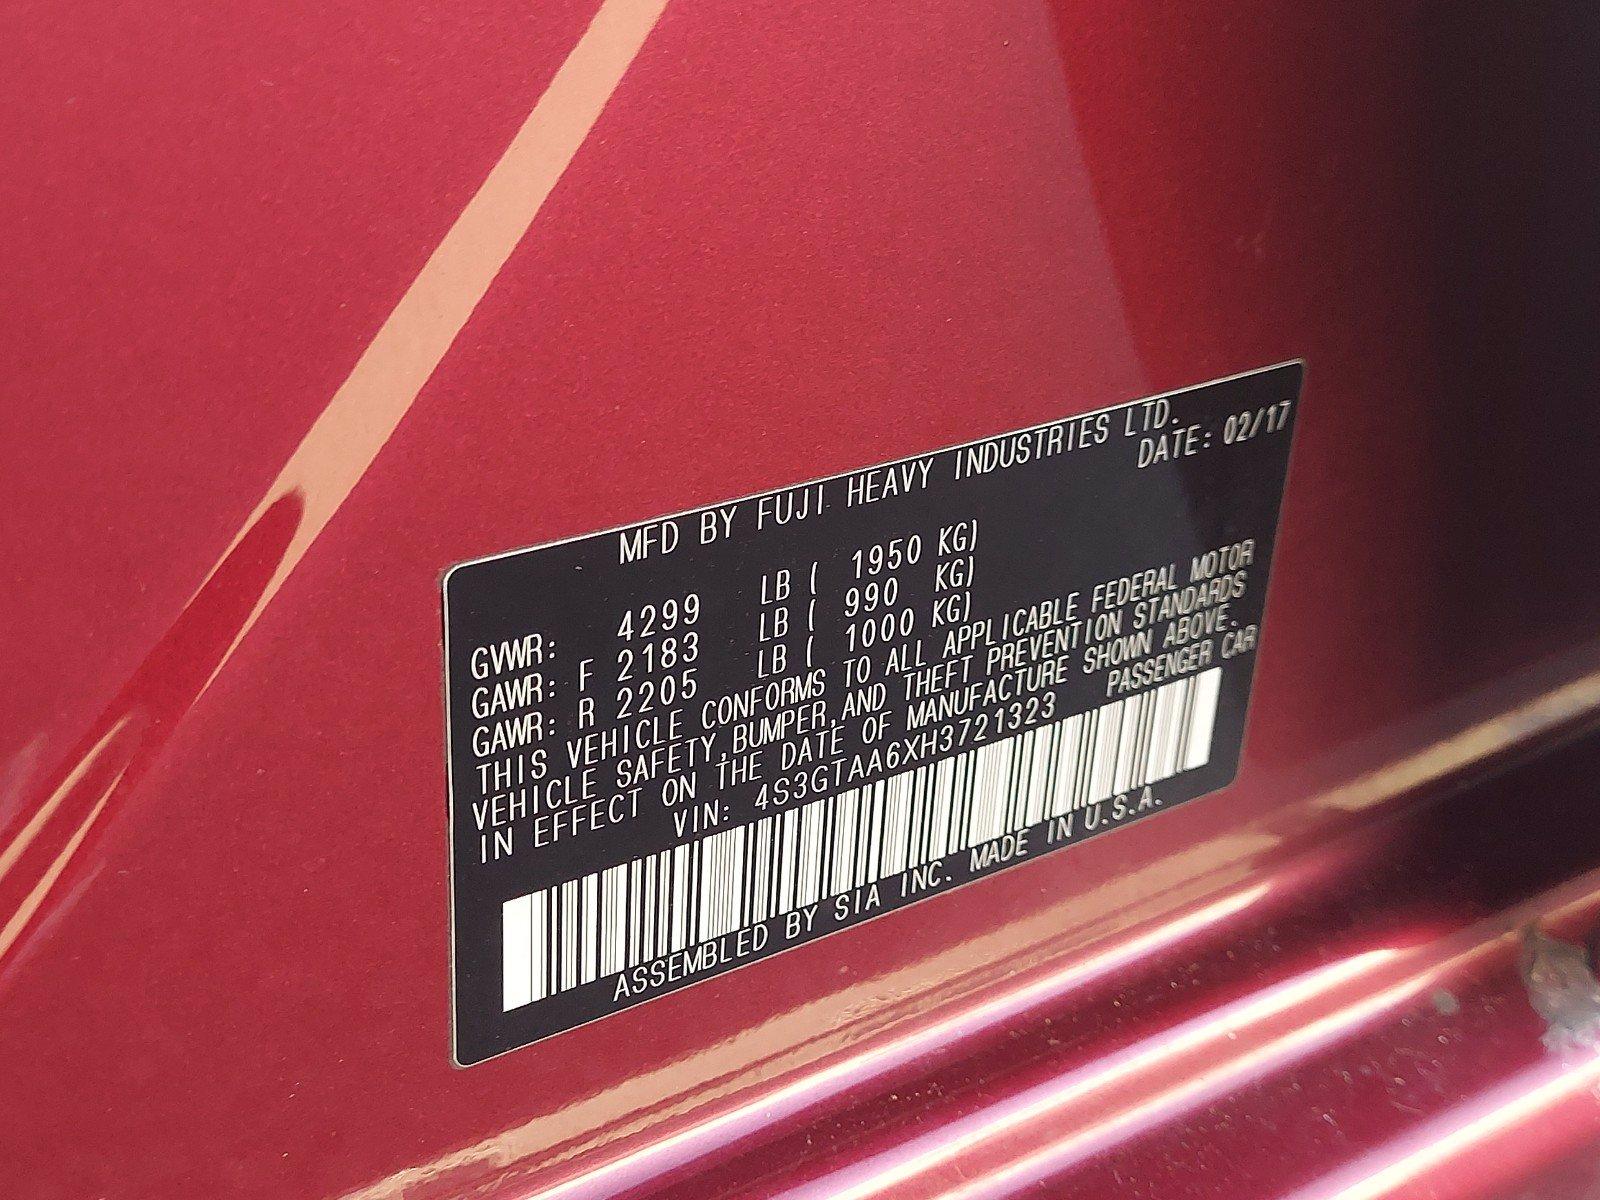 MFD BY FUJI HEAVY INDUSTRIES LTD.
DATE: 02/17
GVWR: 4299 LB ( 1950 KG)
GAWR: F 2183 LB ( 990 KG)
GAWR: R 2205 LB ( 1000 KG)
THIS VEHICLE CONFORMS TO ALL APPLICABLE FEDERAL MOTOR
VEHICLE SAFETY, BUMPER, AND THEFT PREVENTION STANDARDS
IN EFFECT ON THE DATE OF MANUFACTURE SHOWN ABOVE.
VIN: 4S3GTAA6XH3721323 PASSENGER CAR
ASSEMBLED BY SIA INC. MADE IN U.S.A.